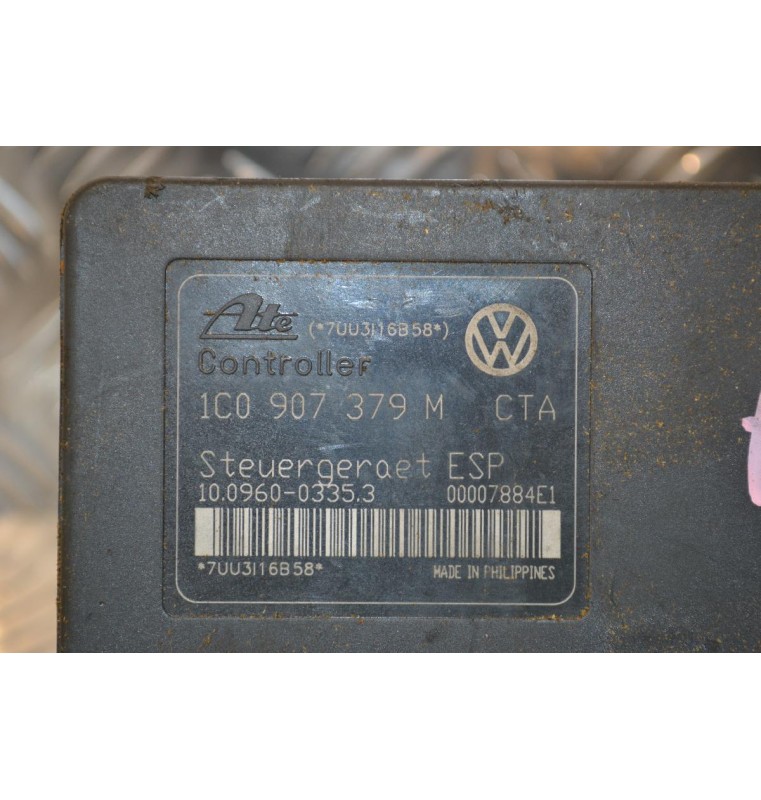 Ate (*7UU3I16B58*)
Controller
1C0 907 379 M CTA
Steuergeraet ESP
10.0960-0335.3 00007884E1
*7UU3I16B58* MADE IN PHILIPPINES